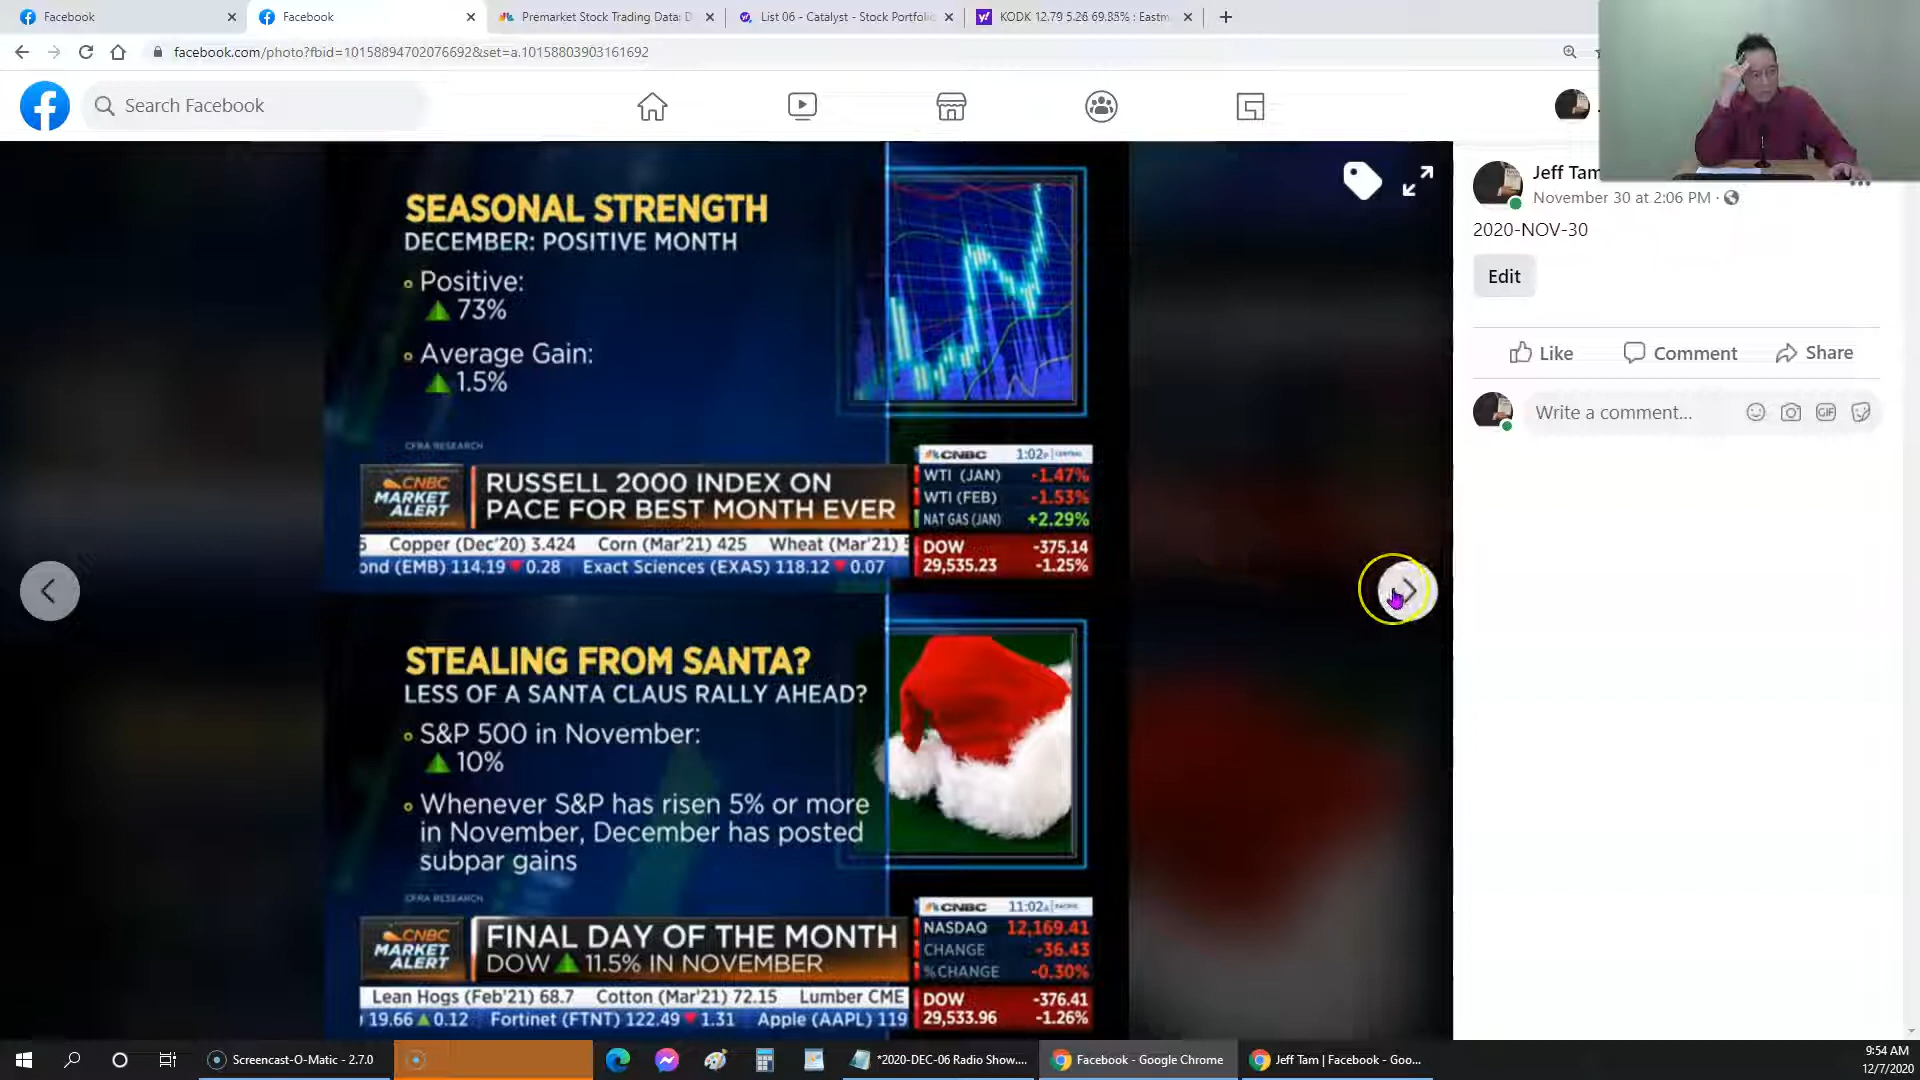 Facebook
Facebook
Premarket Stock Trading Data: D
List 06 - Catalyst - Stock Portfolio
KODK 12.79 5.26 69.85% : Eastm
facebook.com/photo?fbid=10158894702076692&set=a.10158803903161692
Search Facebook
SEASONAL STRENGTH
DECEMBER: POSITIVE MONTH
Positive:
73%
Average Gain:
1.5%
CFRA RESEARCH
CNBC
MARKET
ALERT
RUSSELL 2000 INDEX ON
PACE FOR BEST MONTH EVER
Copper (Dec'20) 3.424 Corn (Mar'21) 425 Wheat (Mar'21)
ond (EMB) 114.19 ▼ 0.28 Exact Sciences (EXAS) 118.12 ▼ 0.07
CNBC 1:02P CENTRAL
WTI (JAN) -1.47%
WTI (FEB) -1.53%
NAT GAS (JAN) +2.29%
DOW -375.14
29,535.23 -1.25%
STEALING FROM SANTA?
LESS OF A SANTA CLAUS RALLY AHEAD?
S&P 500 in November:
10%
Whenever S&P has risen 5% or more
in November, December has posted
subpar gains
CFRA RESEARCH
CNBC
MARKET
ALERT
FINAL DAY OF THE MONTH
DOW ▲ 11.5% IN NOVEMBER
Lean Hogs (Feb'21) 68.7 Cotton (Mar'21) 72.15 Lumber CME
19.66 ▲ 0.12 Fortinet (FTNT) 122.49 ▼ 1.31 Apple (AAPL) 119
CNBC 11:02A PACIFIC
NASDAQ 12,169.41
CHANGE -36.43
%CHANGE -0.30%
DOW -376.41
29,533.96 -1.26%
Jeff Tam
November 30 at 2:06 PM ·
2020-NOV-30
Edit
Like
Comment
Share
Write a comment...
GIF
Screencast-O-Matic - 2.7.0
*2020-DEC-06 Radio Show....
Facebook - Google Chrome
Jeff Tam | Facebook - Goo...
9:54 AM
12/7/2020